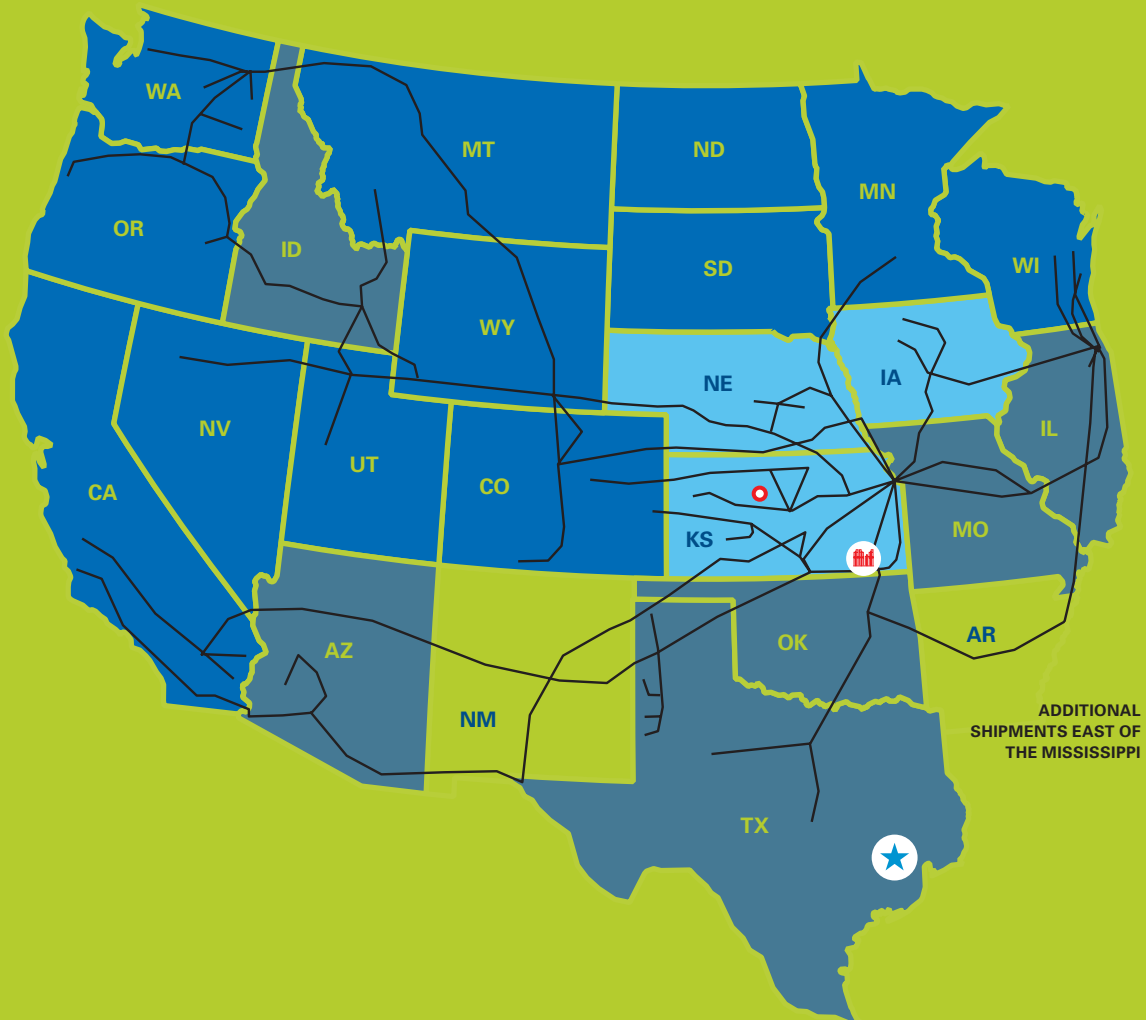 WA
MT
ND
MN
OR
ID
SD
WI
WY
NE
IA
NV
UT
CO
IL
CA
KS
MO
AZ
OK
AR
NM
ADDITIONAL
SHIPMENTS EAST OF
THE MISSISSIPPI
TX